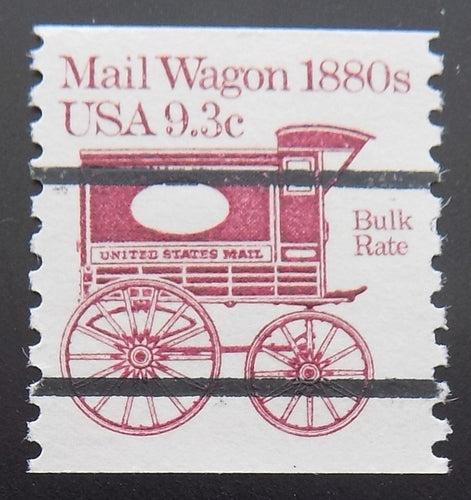 Mail Wagon 1880s
USA 9.3c
Bulk
Rate
UNITED STATES MAIL